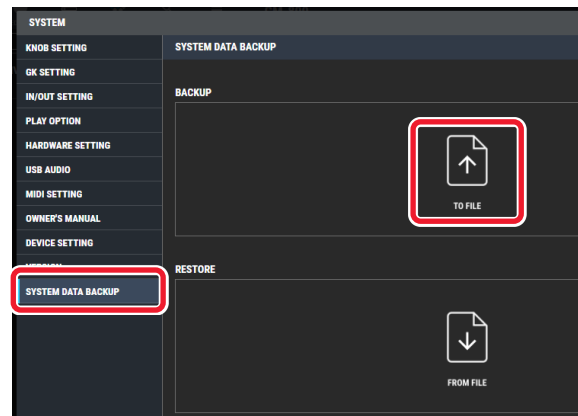 SYSTEM
KNOB SETTING
SYSTEM DATA BACKUP
GK SETTING
IN/OUT SETTING
BACKUP
PLAY OPTION
HARDWARE SETTING
USB AUDIO
MIDI SETTING
TO FILE
OWNER'S MANUAL
DEVICE SETTING
RESTORE
SYSTEM DATA BACKUP
FROM FILE